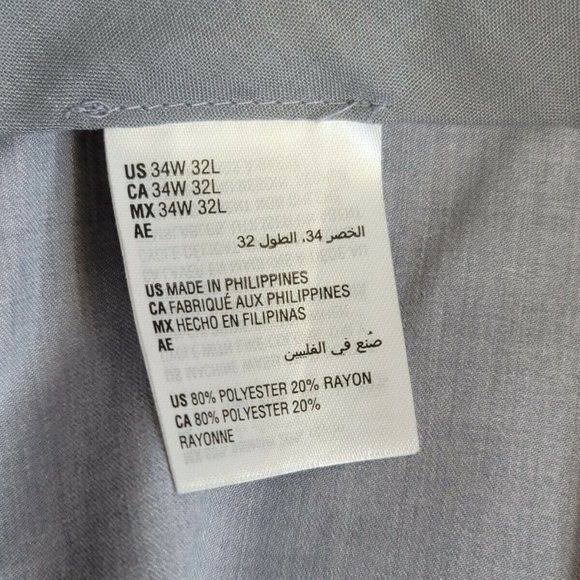 US 34W 32L
CA 34W 32L
MX 34W 32L
AE
الخصر 34، الطول 32
US MADE IN PHILIPPINES
CA FABRIQUÉ AUX PHILIPPINES
MX HECHO EN FILIPINAS
AE
صُنع في الفلبين
US 80% POLYESTER 20% RAYON
CA 80% POLYESTER 20%
RAYONNE